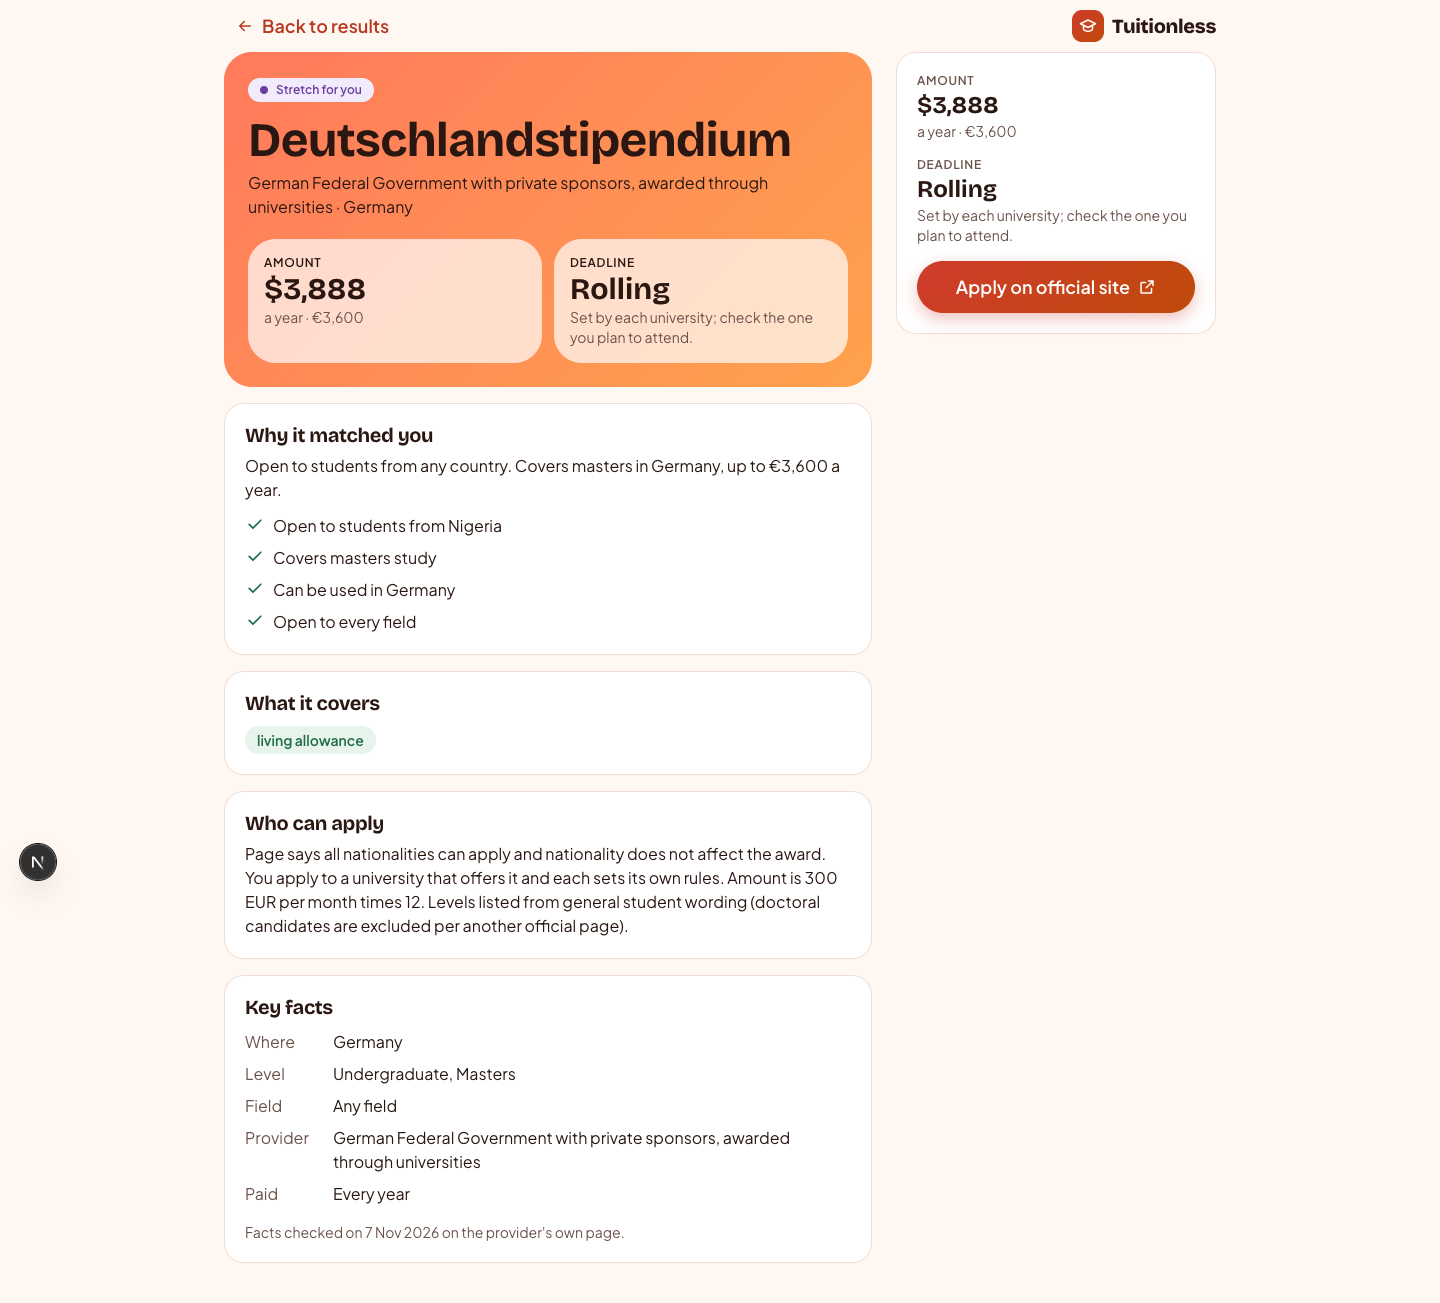 Back to results
Tuitionless
Stretch for you
Deutschlandstipendium
German Federal Government with private sponsors, awarded through
universities · Germany
AMOUNT
$3,888
a year · €3,600
DEADLINE
Rolling
Set by each university; check the one
you plan to attend.
AMOUNT
$3,888
a year · €3,600
DEADLINE
Rolling
Set by each university; check the one you
plan to attend.
Apply on official site
Why it matched you
Open to students from any country. Covers masters in Germany, up to €3,600 a
year.
Open to students from Nigeria
Covers masters study
Can be used in Germany
Open to every field
What it covers
living allowance
Who can apply
Page says all nationalities can apply and nationality does not affect the award.
You apply to a university that offers it and each sets its own rules. Amount is 300
EUR per month times 12. Levels listed from general student wording (doctoral
candidates are excluded per another official page).
N
Key facts
Where Germany
Level Undergraduate, Masters
Field Any field
Provider German Federal Government with private sponsors, awarded
through universities
Paid Every year
Facts checked on 7 Nov 2026 on the provider's own page.